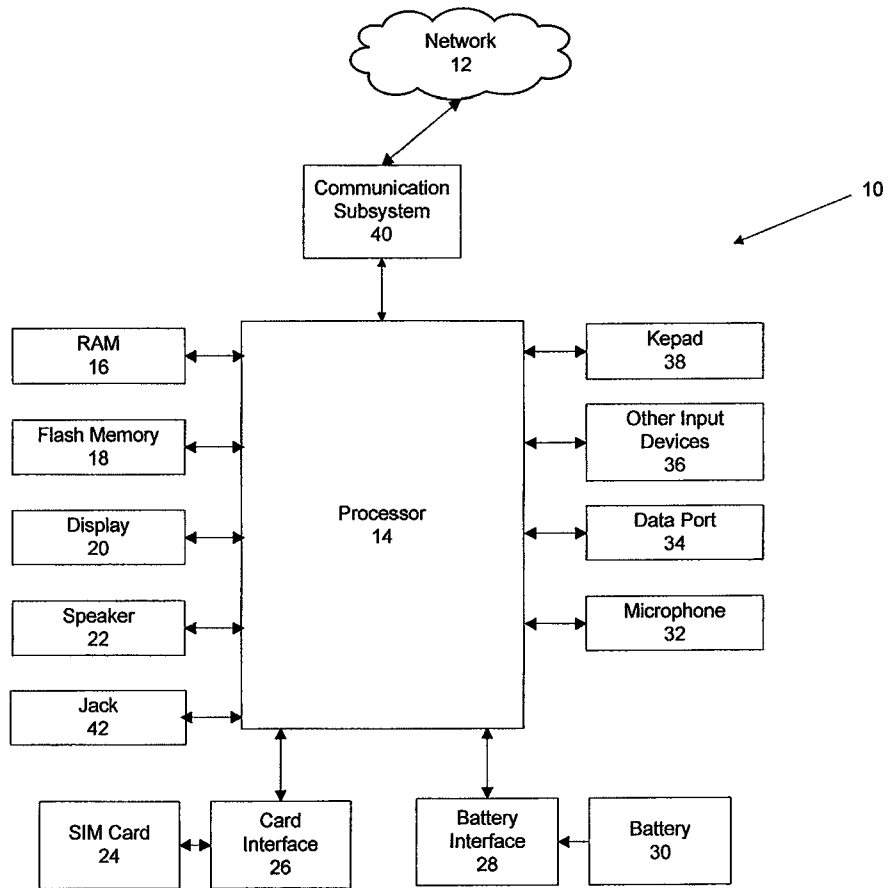 Network
12
Communication
Subsystem
40
10
RAM
16
Flash Memory
18
Display
20
Speaker
22
Jack
42
Processor
14
Kepad
38
Other Input
Devices
36
Data Port
34
Microphone
32
SIM Card
24
Card
Interface
26
Battery
Interface
28
Battery
30